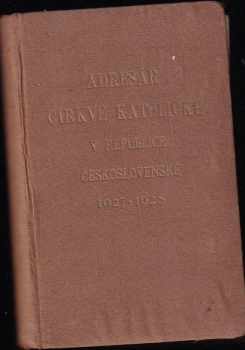 ADRESÁŘ
CÍRKVE KATOLICKÉ
V REPUBLICE
ČESKOSLOVENSKÉ
1927-1928